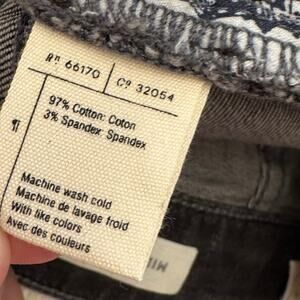 Rn 66170 Ca 32054
97% Cotton: Coton
3% Spandex: Spandex
Machine wash cold
Machine de lavage froid
With like colors
Avec des couleurs